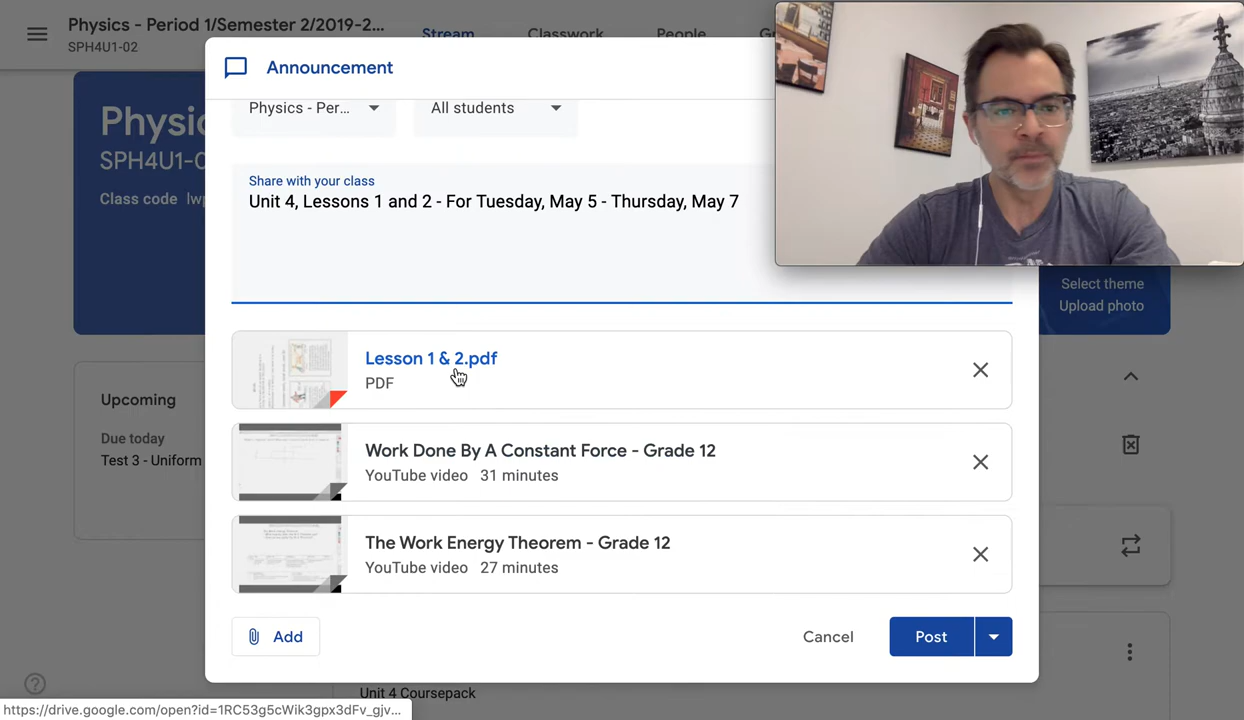 Physics - Period 1/Semester 2/2019-2...
SPH4U1-02
Stream
Classwork
People
Announcement
Physics - Per...
All students
SPH4U1-0
Class code
Share with your class
Unit 4, Lessons 1 and 2 - For Tuesday, May 5 - Thursday, May 7
Select theme
Upload photo
Lesson 1 & 2.pdf
PDF
Upcoming
Due today
Test 3 - Uniform
Work Done By A Constant Force - Grade 12
YouTube video 31 minutes
The Work Energy Theorem - Grade 12
YouTube video 27 minutes
Add
Cancel
Post
Unit 4 Coursepack
https://drive.google.com/open?id=1RC53g5cWik3gpx3dFv_gjv...